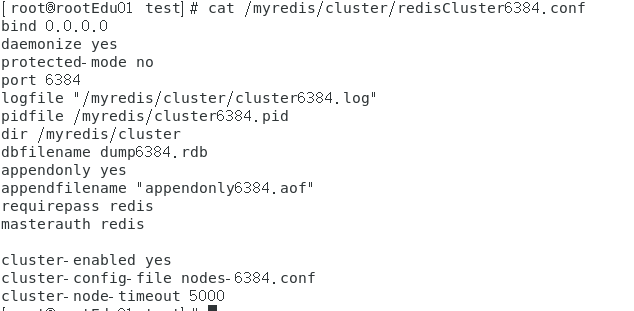 [root@rootEdu01 test]# cat /myredis/cluster/redisCluster6384.conf
bind 0.0.0.0
daemonize yes
protected-mode no
port 6384
logfile "/myredis/cluster/cluster6384.log"
pidfile /myredis/cluster6384.pid
dir /myredis/cluster
dbfilename dump6384.rdb
appendonly yes
appendfilename "appendonly6384.aof"
requirepass redis
masterauth redis

cluster-enabled yes
cluster-config-file nodes-6384.conf
cluster-node-timeout 5000
[root@rootEdu01 test]#